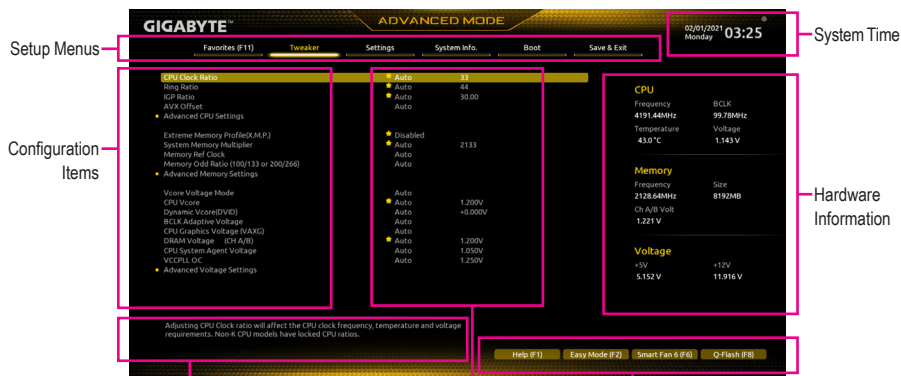 GIGABYTE™
ADVANCED MODE
02/01/2021
Monday
03:25
System Time
Setup Menus
Favorites (F11) Tweaker Settings System Info. Boot Save & Exit
Configuration
Items
CPU Clock Ratio Auto 33
Ring Ratio Auto 44
IGP Ratio Auto 30.00
AVX Offset Auto
Advanced CPU Settings
Extreme Memory Profile(X.M.P.) Disabled
System Memory Multiplier Auto 2133
Memory Ref Clock Auto
Memory Odd Ratio (100/133 or 200/266) Auto
Advanced Memory Settings
Vcore Voltage Mode Auto
CPU Vcore Auto 1.200V
Dynamic Vcore(DVID) Auto +0.000V
BCLK Adaptive Voltage Auto
CPU Graphics Voltage (VAXG) Auto
DRAM Voltage (CH A/B) Auto 1.200V
CPU System Agent Voltage Auto 1.050V
VCCPLL OC Auto 1.250V
Advanced Voltage Settings
CPU
Frequency BCLK
4191.44MHz 99.78MHz
Temperature Voltage
43.0 °C 1.143 V
Memory
Frequency Size
2128.64MHz 8192MB
Ch A/B Volt
1.221 V
Voltage
+5V +12V
5.152 V 11.916 V
Hardware
Information
Adjusting CPU Clock ratio will affect the CPU clock frequency, temperature and voltage
requirements. Non-K CPU models have locked CPU ratios.
Help (F1) Easy Mode (F2) Smart Fan 6 (F6) Q-Flash (F8)